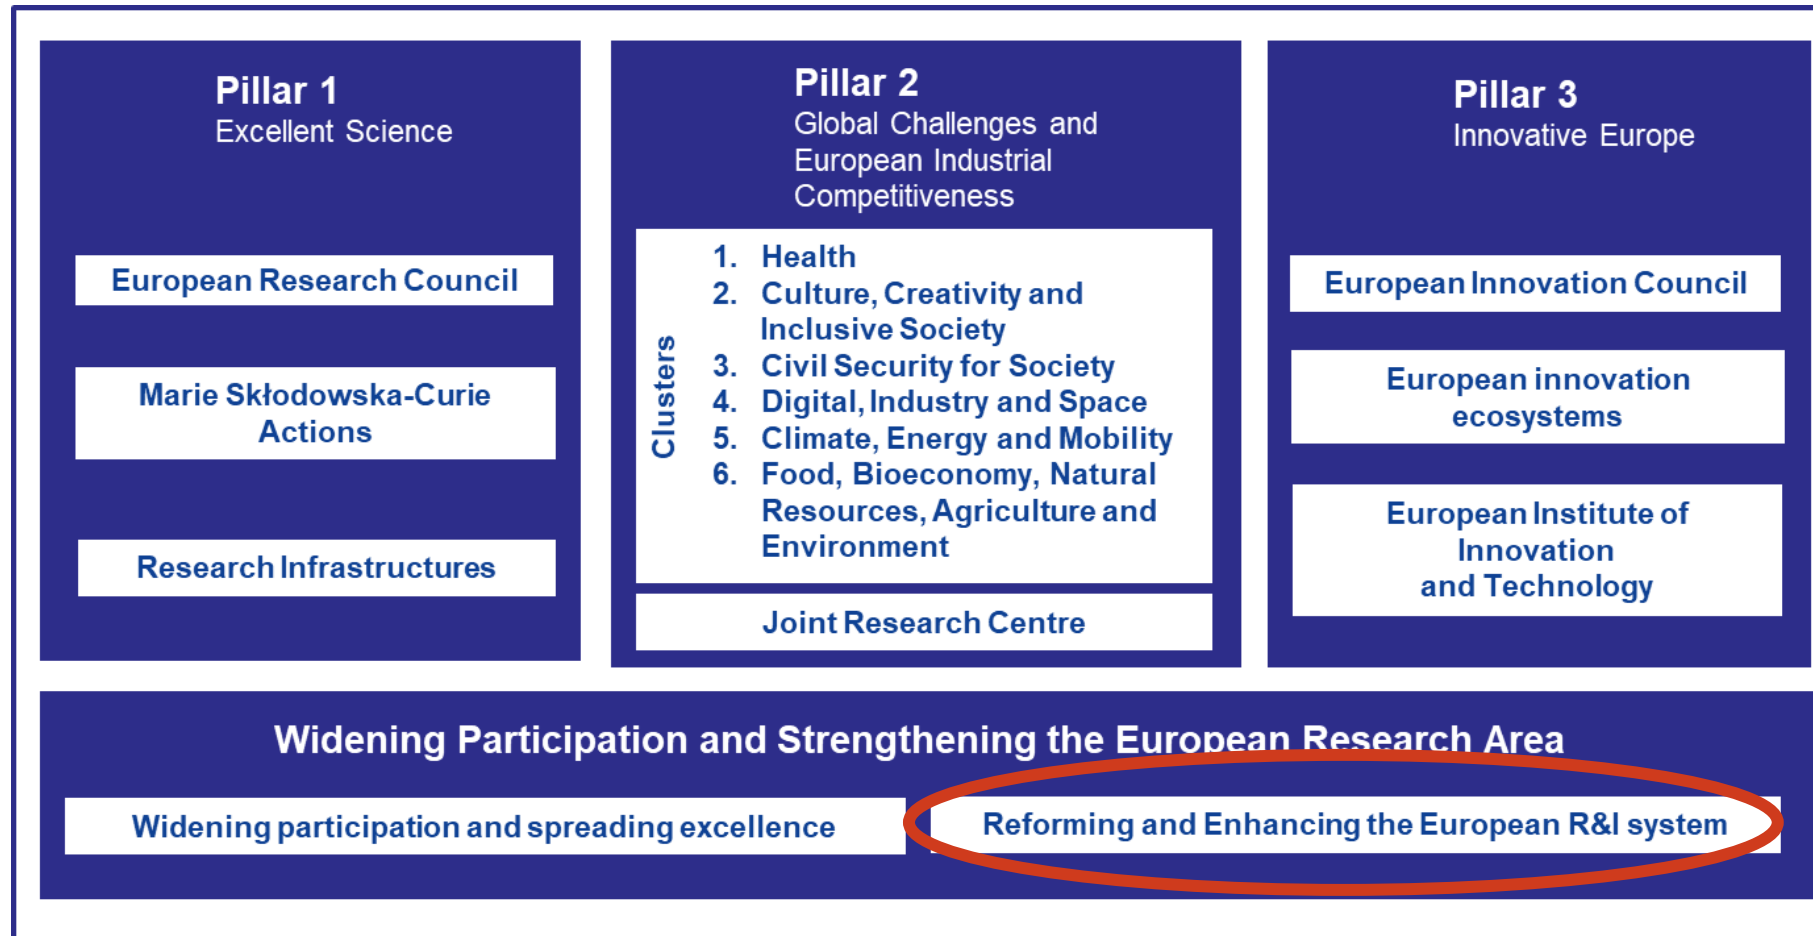 Pillar 1
Excellent Science
European Research Council
Marie Skłodowska-Curie
Actions
Research Infrastructures
Pillar 2
Global Challenges and
European Industrial
Competitiveness
Clusters
1. Health
2. Culture, Creativity and
Inclusive Society
3. Civil Security for Society
4. Digital, Industry and Space
5. Climate, Energy and Mobility
6. Food, Bioeconomy, Natural
Resources, Agriculture and
Environment
Joint Research Centre
Pillar 3
Innovative Europe
European Innovation Council
European innovation
ecosystems
European Institute of
Innovation
and Technology
Widening Participation and Strengthening the European Research Area
Widening participation and spreading excellence
Reforming and Enhancing the European R&I system